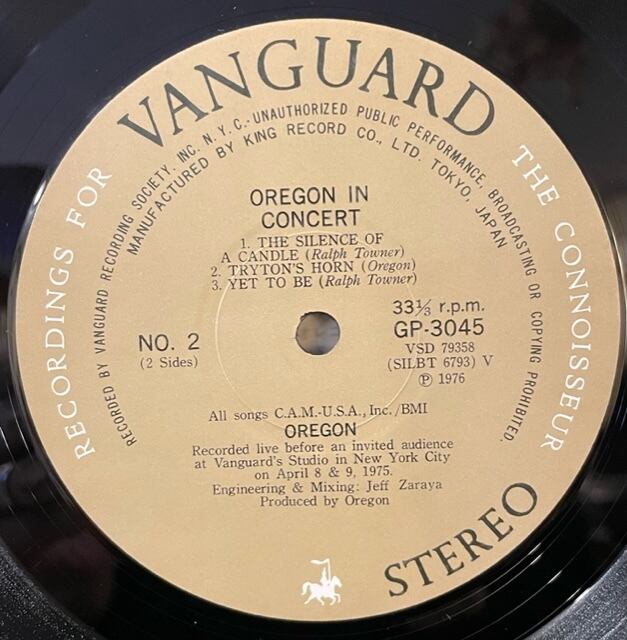 VANGUARD
RECORDINGS FOR THE CONNOISSEUR
RECORDED BY VANGUARD RECORDING SOCIETY, INC. N.Y.C.·UNAUTHORIZED PUBLIC PERFORMANCE, BROADCASTING OR COPYING PROHIBITED.
MANUFACTURED BY KING RECORD CO., LTD. TOKYO, JAPAN
OREGON IN
CONCERT
1. THE SILENCE OF
A CANDLE (Ralph Towner)
2. TRYTON'S HORN (Oregon)
3. YET TO BE (Ralph Towner)
33⅓ r.p.m.
NO. 2
GP-3045
(2 Sides)
VSD 79358
(SILBT 6793) V
Ⓟ 1976
All songs C.A.M.-U.S.A., Inc./BMI
OREGON
Recorded live before an invited audience
at Vanguard's Studio in New York City
on April 8 & 9, 1975.
Engineering & Mixing: Jeff Zaraya
Produced by Oregon
STEREO